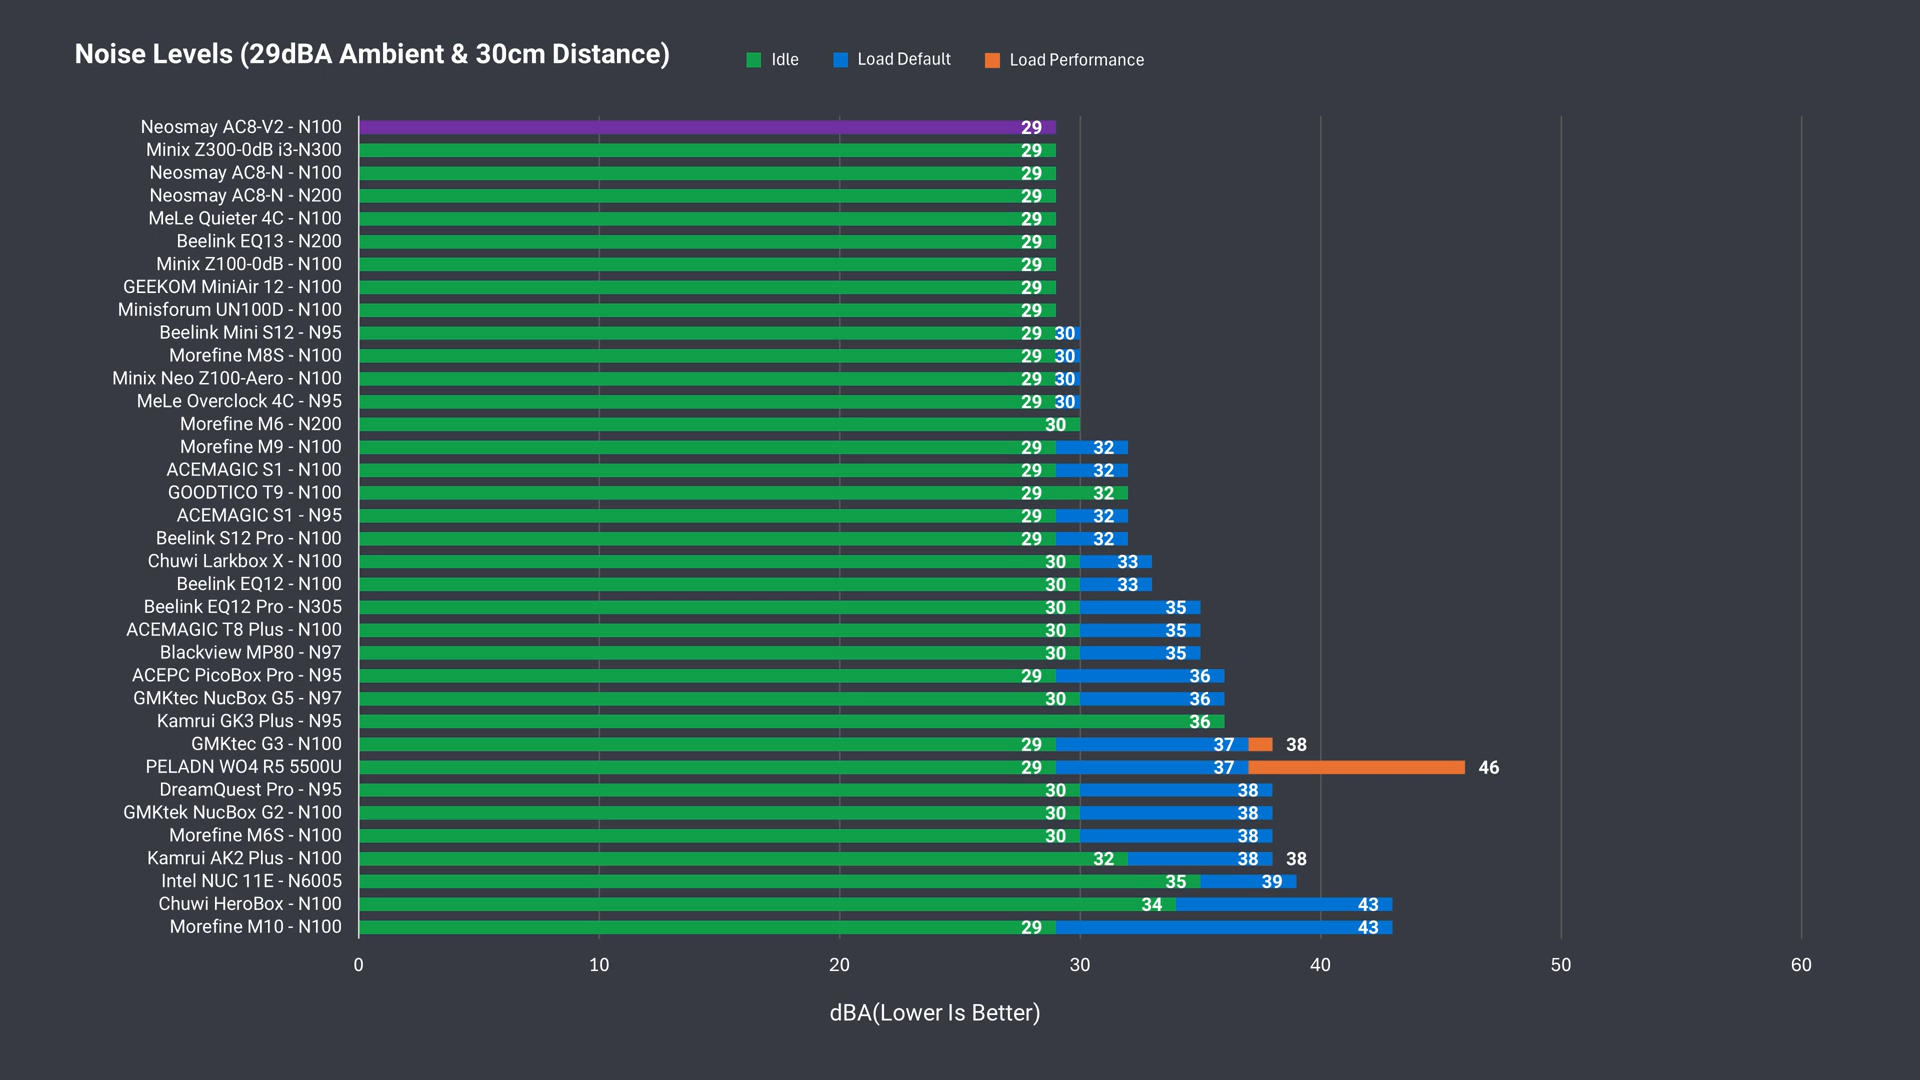 Noise Levels (29dBA Ambient & 30cm Distance)
Idle
Load Default
Load Performance
Neosmay AC8-V2 - N100 29
Minix Z300-0dB i3-N300 29
Neosmay AC8-N - N100 29
Neosmay AC8-N - N200 29
MeLe Quieter 4C - N100 29
Beelink EQ13 - N200 29
Minix Z100-0dB - N100 29
GEEKOM MiniAir 12 - N100 29
Minisforum UN100D - N100 29
Beelink Mini S12 - N95 29 30
Morefine M8S - N100 29 30
Minix Neo Z100-Aero - N100 29 30
MeLe Overclock 4C - N95 29 30
Morefine M6 - N200 30
Morefine M9 - N100 29 32
ACEMAGIC S1 - N100 29 32
GOODTICO T9 - N100 29 32
ACEMAGIC S1 - N95 29 32
Beelink S12 Pro - N100 29 32
Chuwi Larkbox X - N100 30 33
Beelink EQ12 - N100 30 33
Beelink EQ12 Pro - N305 30 35
ACEMAGIC T8 Plus - N100 30 35
Blackview MP80 - N97 30 35
ACEPC PicoBox Pro - N95 29 36
GMKtec NucBox G5 - N97 30 36
Kamrui GK3 Plus - N95 36
GMKtec G3 - N100 29 37 38
PELADN WO4 R5 5500U 29 37 46
DreamQuest Pro - N95 30 38
GMKtek NucBox G2 - N100 30 38
Morefine M6S - N100 30 38
Kamrui AK2 Plus - N100 32 38 38
Intel NUC 11E - N6005 35 39
Chuwi HeroBox - N100 34 43
Morefine M10 - N100 29 43
0 10 20 30 40 50 60
dBA(Lower Is Better)